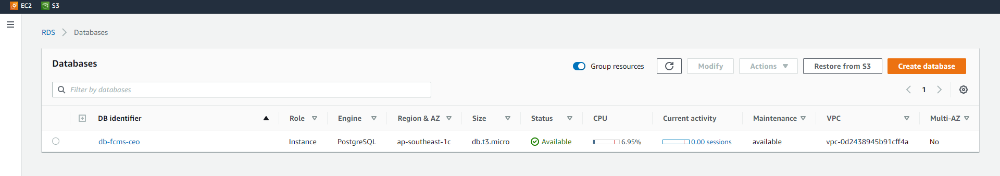 EC2 S3
RDS Databases
Databases
Group resources Modify Actions Restore from S3 Create database
Filter by databases 1
DB identifier Role Engine Region & AZ Size Status CPU Current activity Maintenance VPC Multi-AZ
db-fcms-ceo Instance PostgreSQL ap-southeast-1c db.t3.micro Available 6.95% 0.00 sessions available vpc-0d2438945b91cff4a No